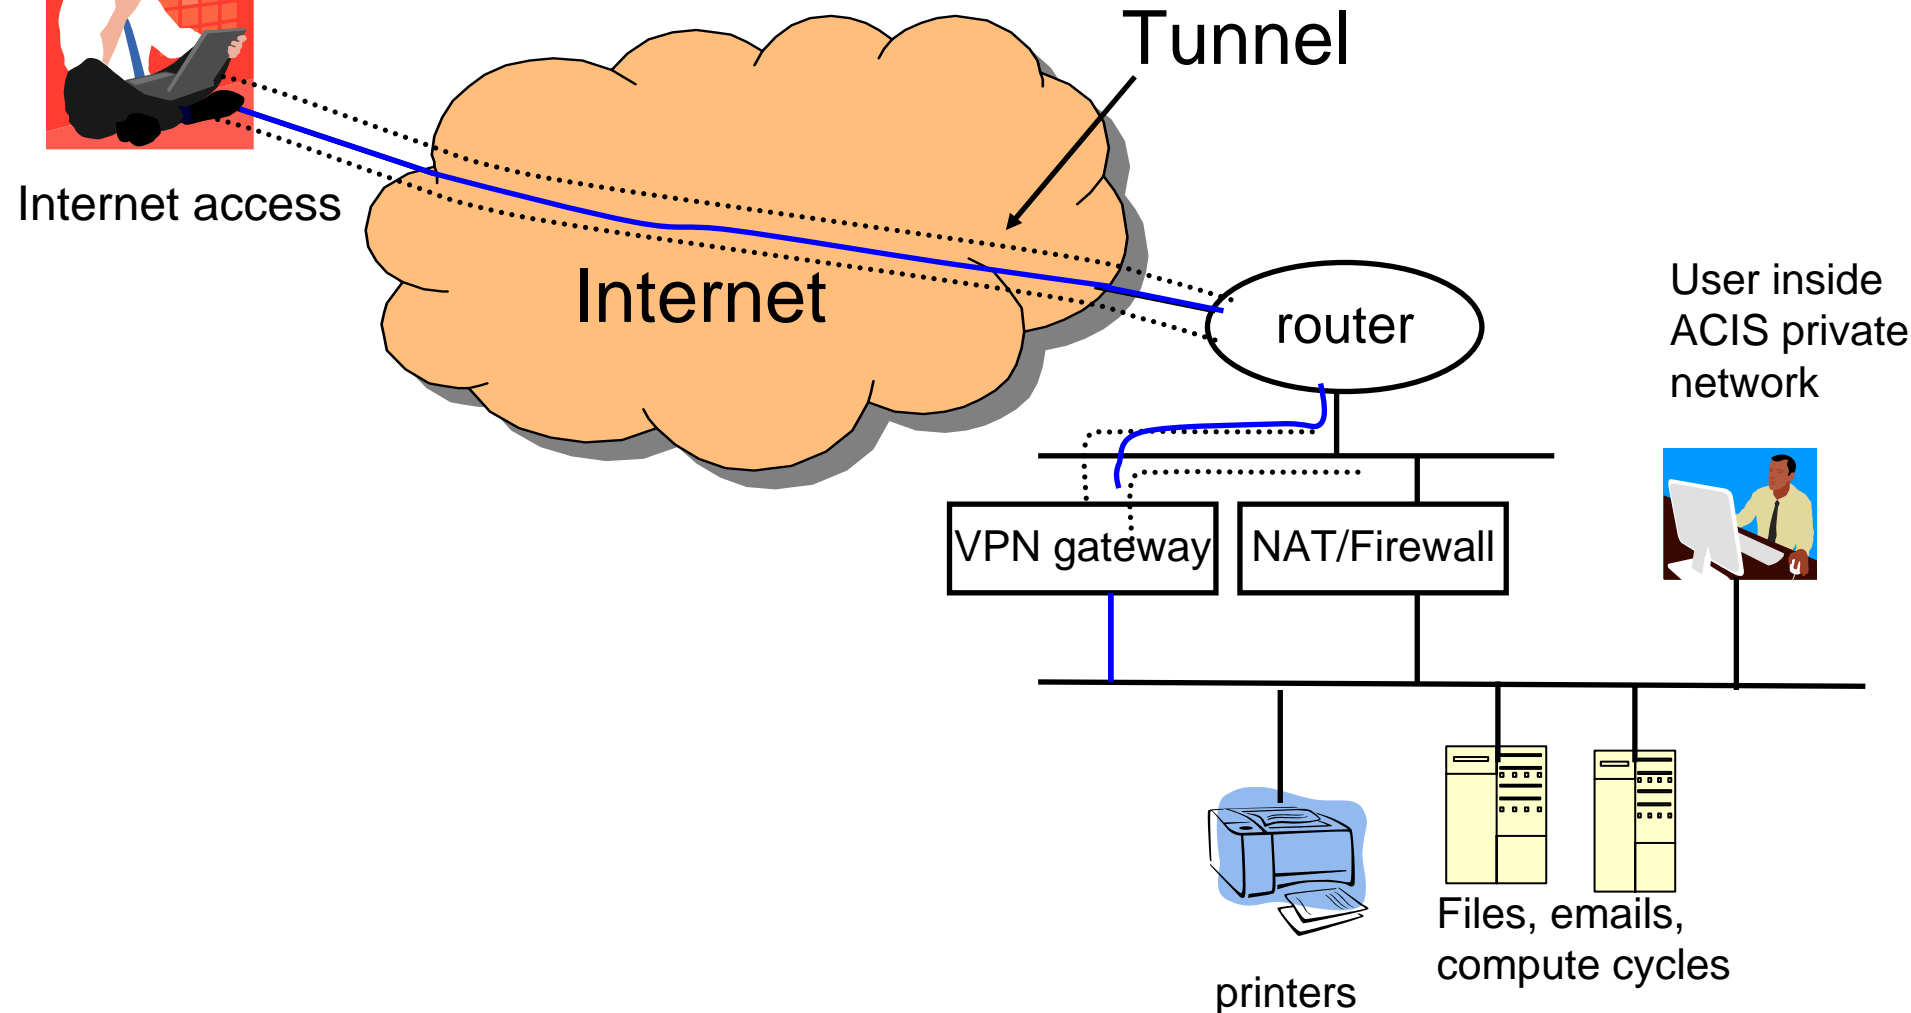 Tunnel
Internet access
Internet
router
User inside
ACIS private
network
VPN gateway
NAT/Firewall
Files, emails,
compute cycles
printers